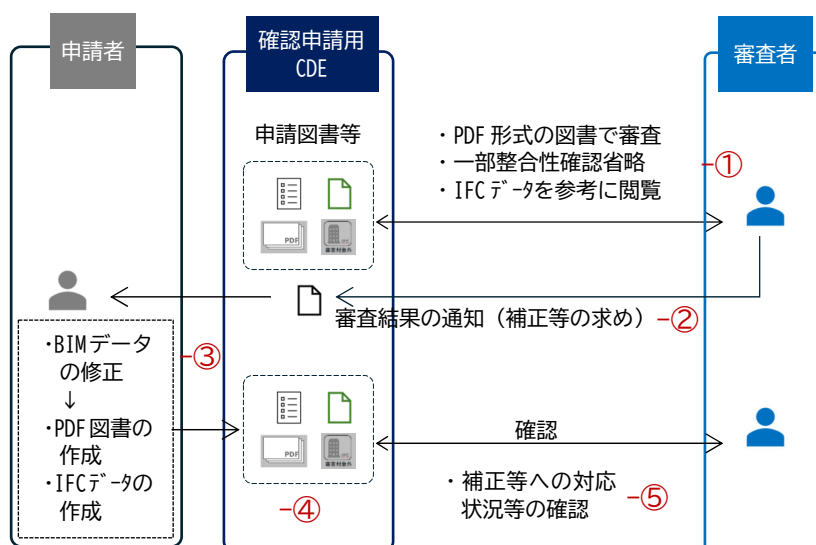 申請者
確認申請用
CDE
審査者
申請図書等
・PDF 形式の図書で審査
・一部整合性確認省略
・IFCデータを参考に閲覧
-①
PDF
IFC
審査対象外
審査結果の通知（補正等の求め）-②
・BIMデータ
の修正
↓
・PDF図書の
作成
・IFCデータの
作成
-③
PDF
IFC
審査対象外
-④
確認
・補正等への対応
状況等の確認
-⑤